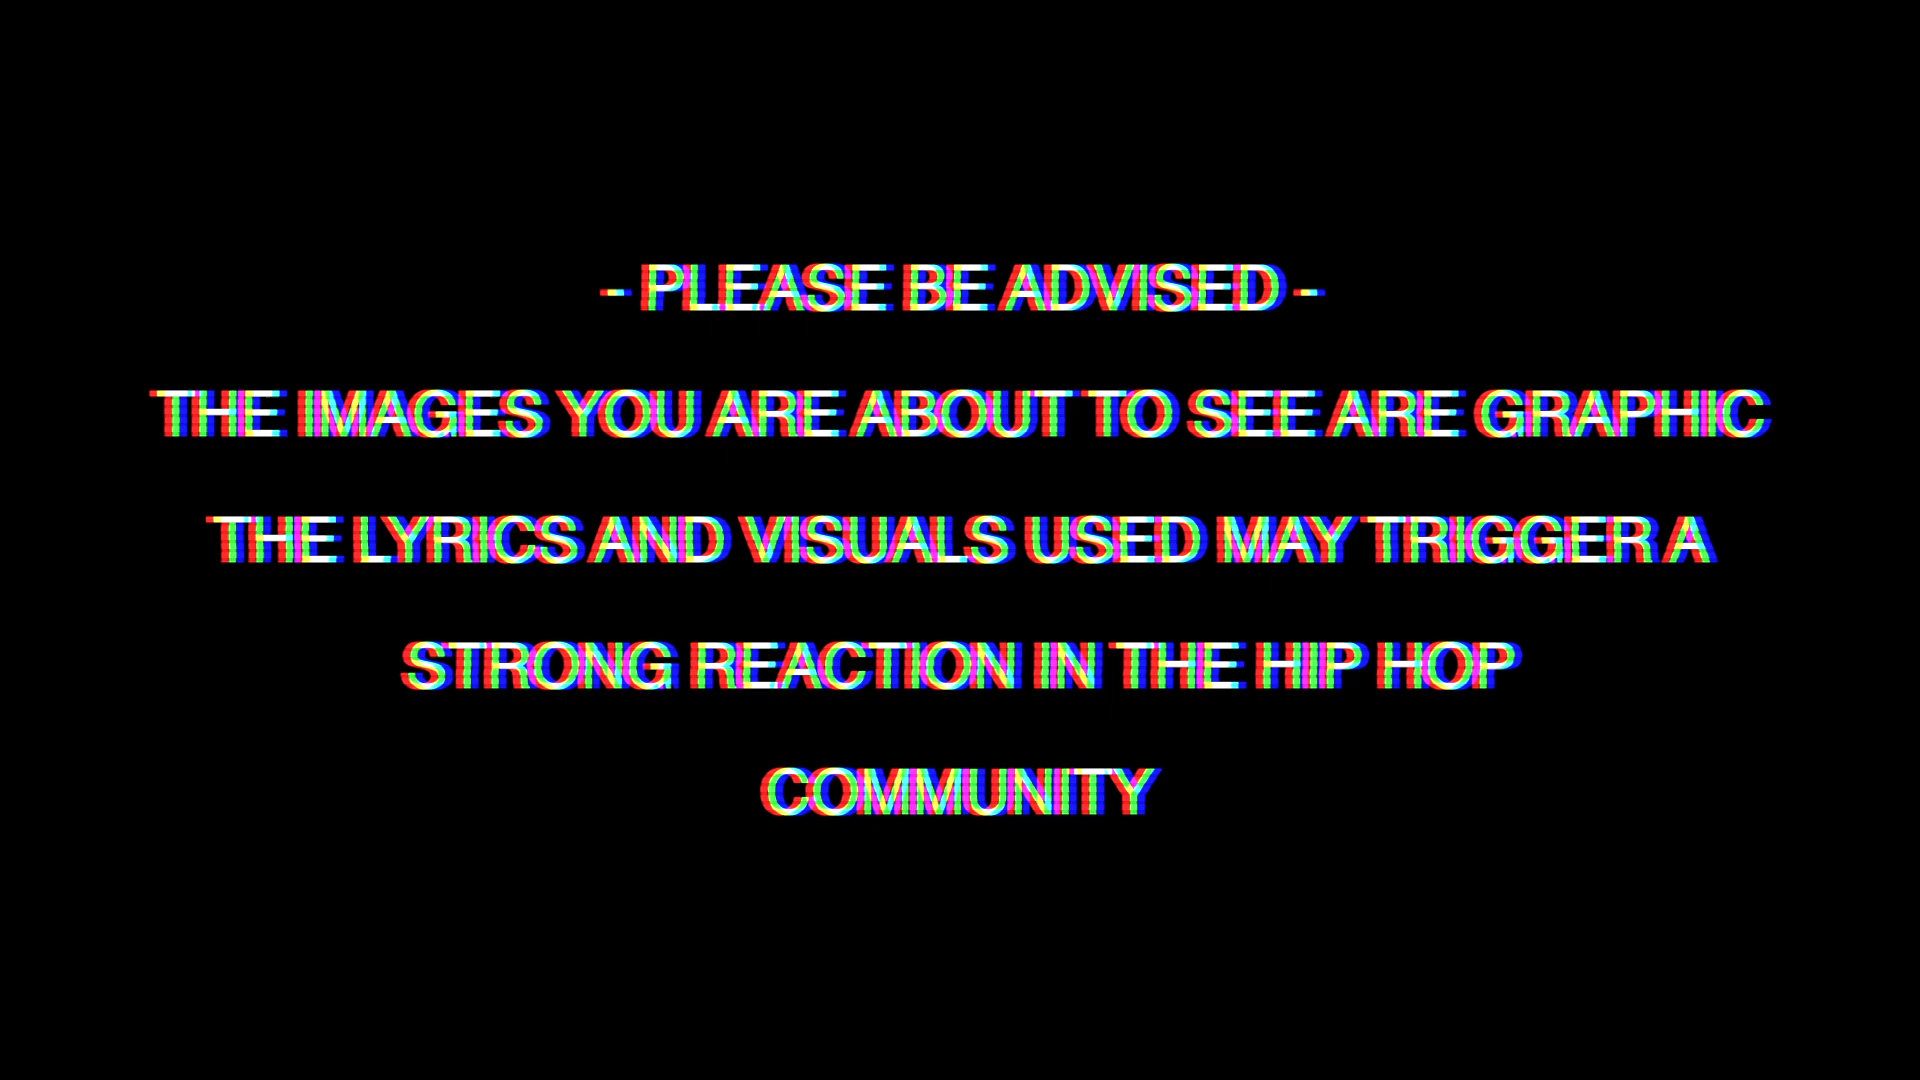 - PLEASE BE ADVISED -
THE IMAGES YOU ARE ABOUT TO SEE ARE GRAPHIC
THE LYRICS AND VISUALS USED MAY TRIGGER A
STRONG REACTION IN THE HIP HOP
COMMUNITY